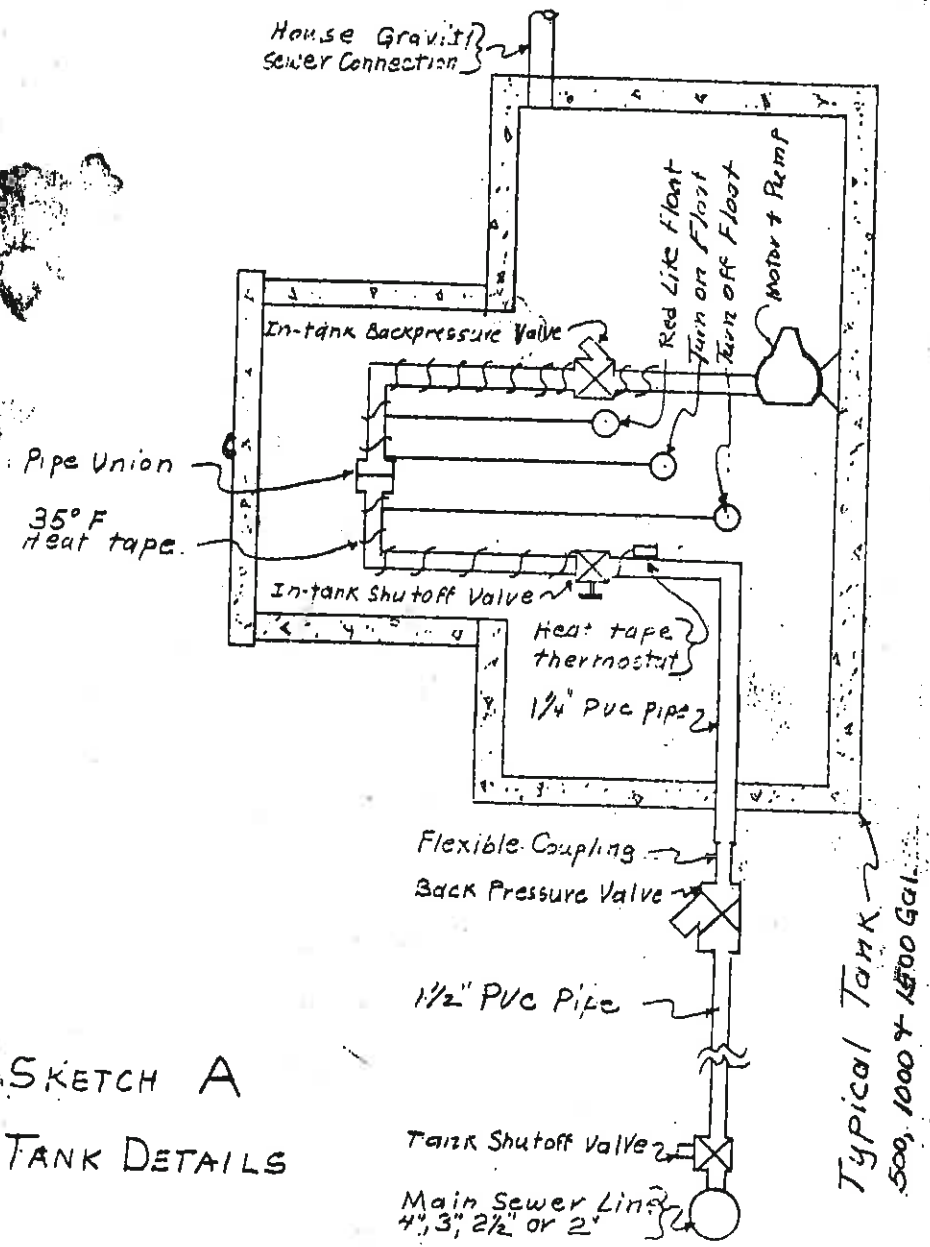 House Gravity
Sewer Connection
Red Lite Float
Turn on Float
Turn off Float
Motor + Pump
In-tank Backpressure Valve
Pipe Union
35° F
Heat tape.
In-tank Shutoff Valve
Heat tape
thermostat
1¼" PVC pipe
Flexible Coupling
Back Pressure Valve
1½" PVC Pipe
Typical Tank
500, 1000 + 1500 Gal.
SKETCH A
TANK DETAILS
Tank Shutoff Valve
Main Sewer Line
4", 3", 2½" or 2"